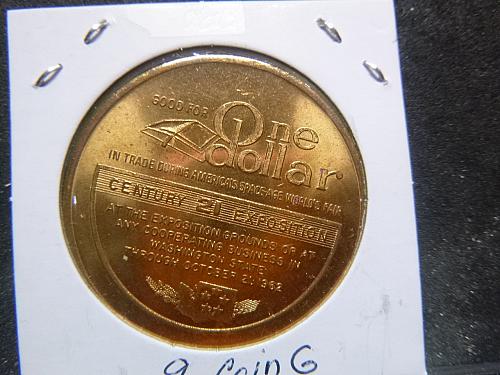 GOOD FOR One
dollar
IN TRADE DURING AMERICA'S SPACE-AGE WORLD'S FAIR
CENTURY 21 EXPOSITION
AT THE EXPOSITION GROUNDS OR AT
ANY COOPERATING BUSINESS IN
WASHINGTON STATE
THROUGH OCTOBER 21, 1962
9 COING